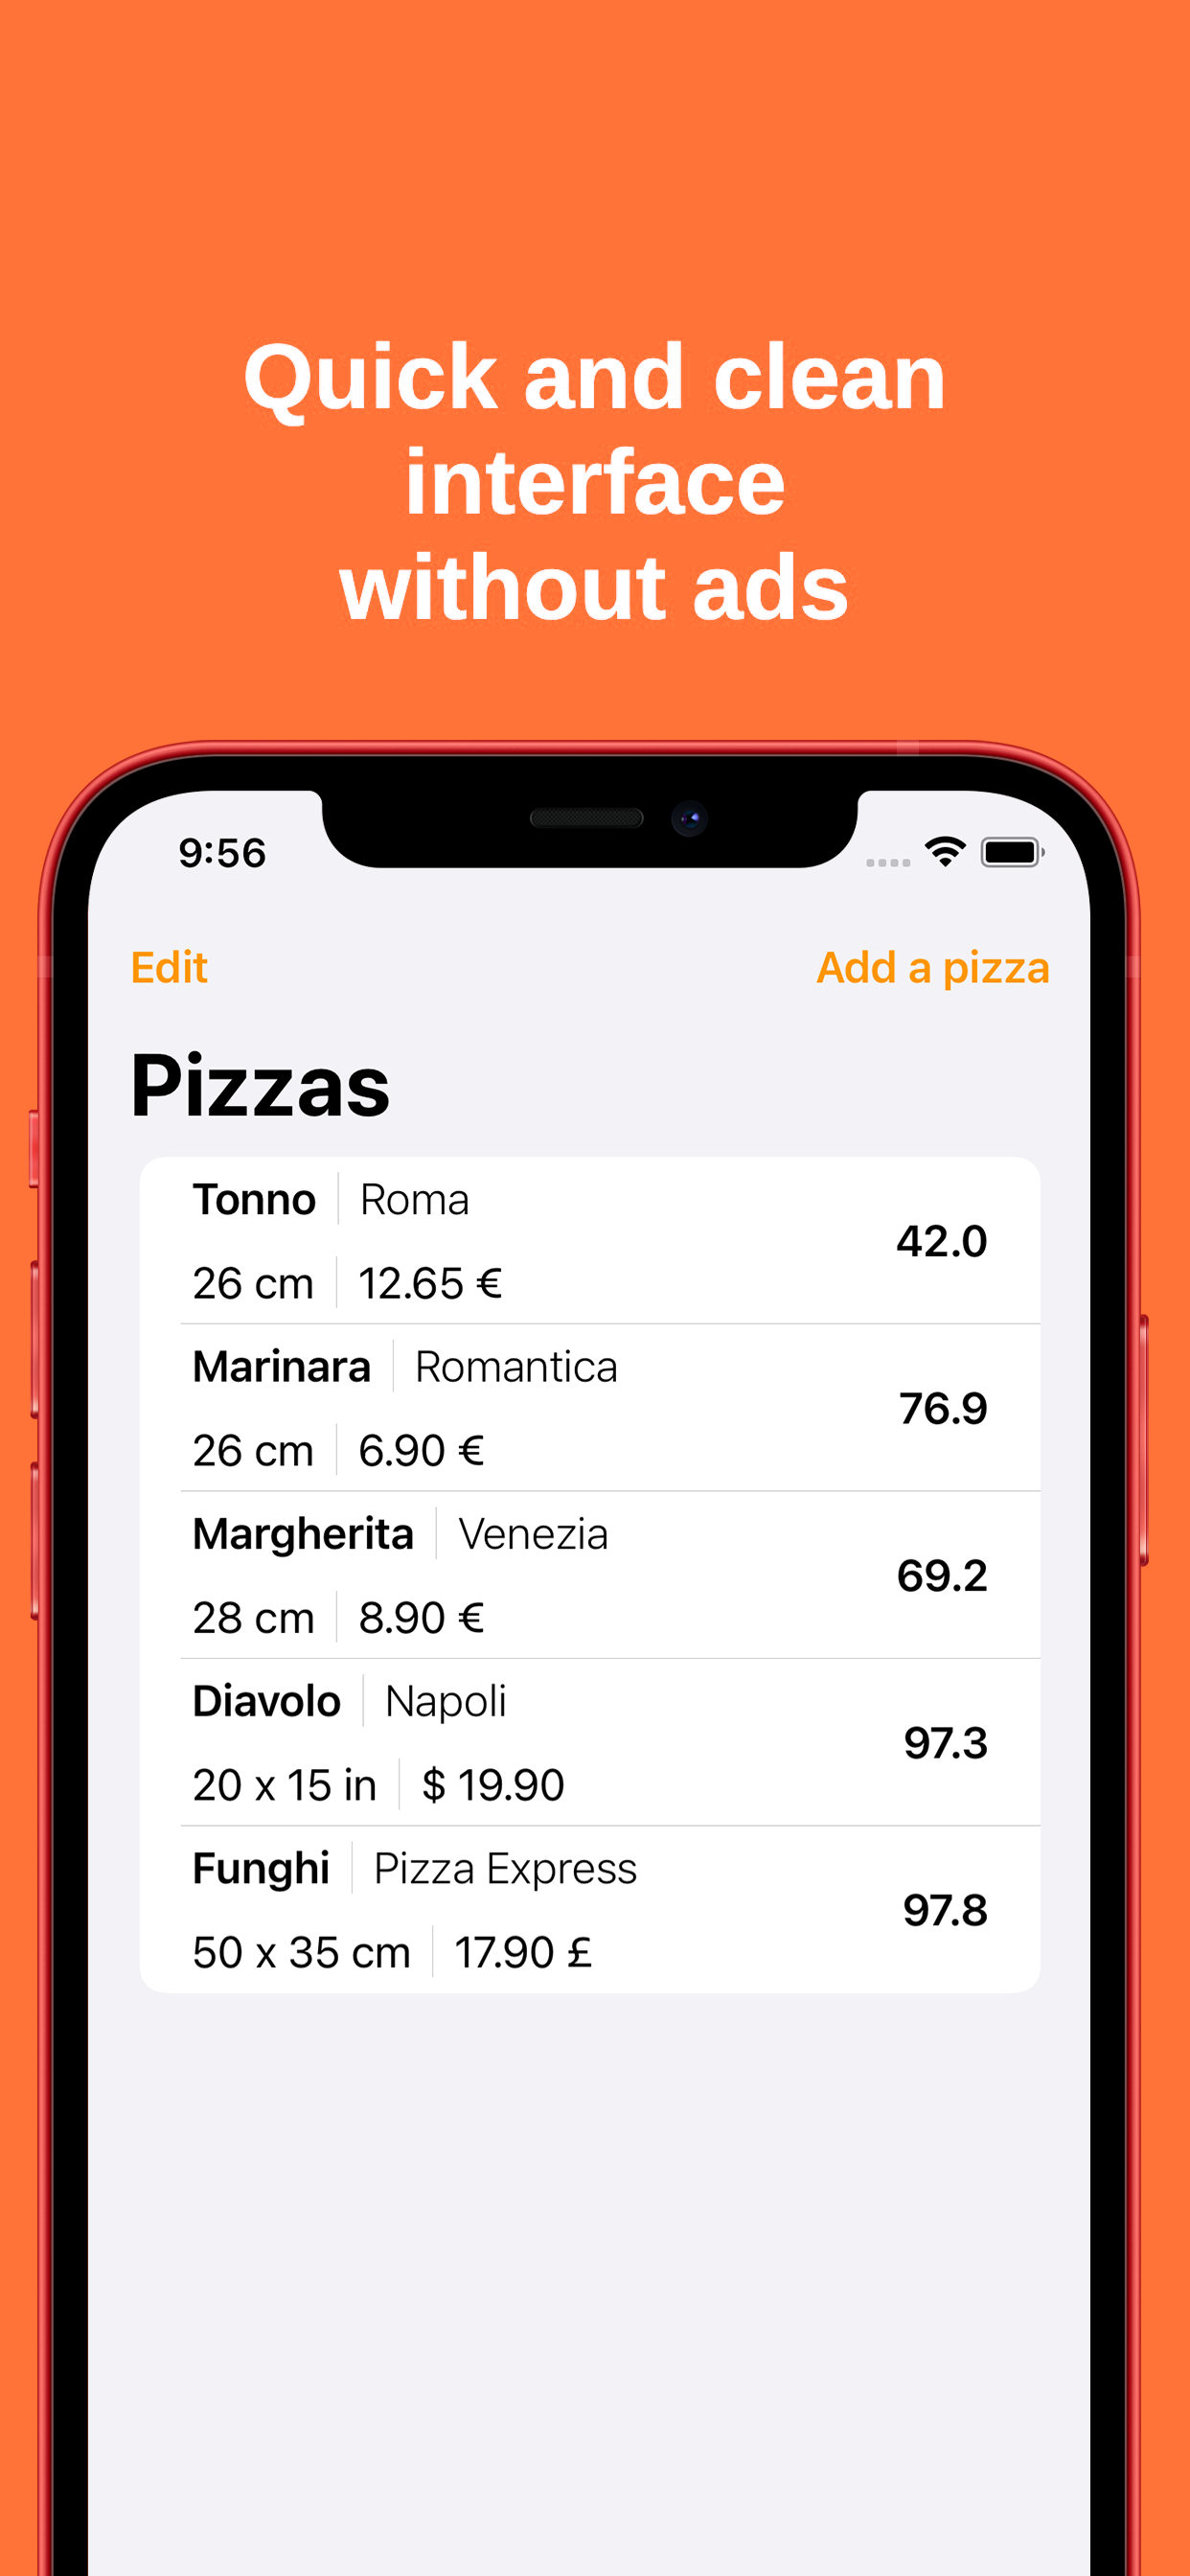 Quick and clean
interface
without ads
9:56
Edit
Add a pizza
Pizzas
Tonno Roma
42.0
26 cm 12.65 €
Marinara Romantica
76.9
26 cm 6.90 €
Margherita Venezia
69.2
28 cm 8.90 €
Diavolo Napoli
97.3
20 x 15 in $ 19.90
Funghi Pizza Express
97.8
50 x 35 cm 17.90 £